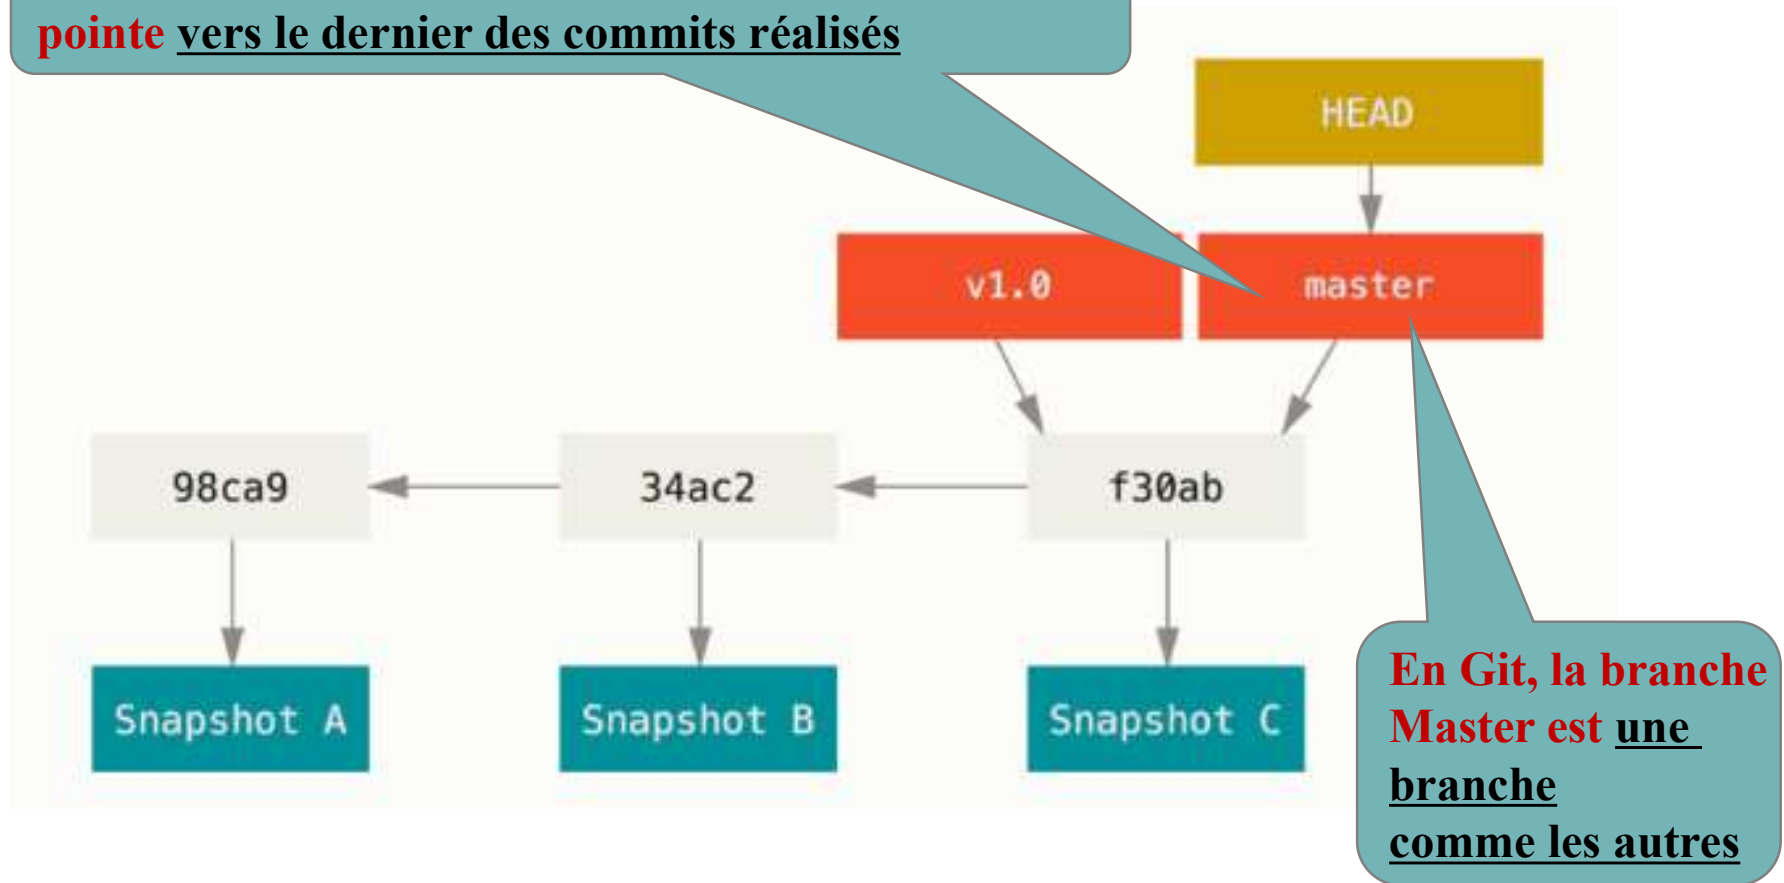 pointe vers le dernier des commits réalisés
HEAD
v1.0
master
98ca9
34ac2
f30ab
Snapshot A
Snapshot B
Snapshot C
En Git, la branche
Master est une
branche
comme les autres